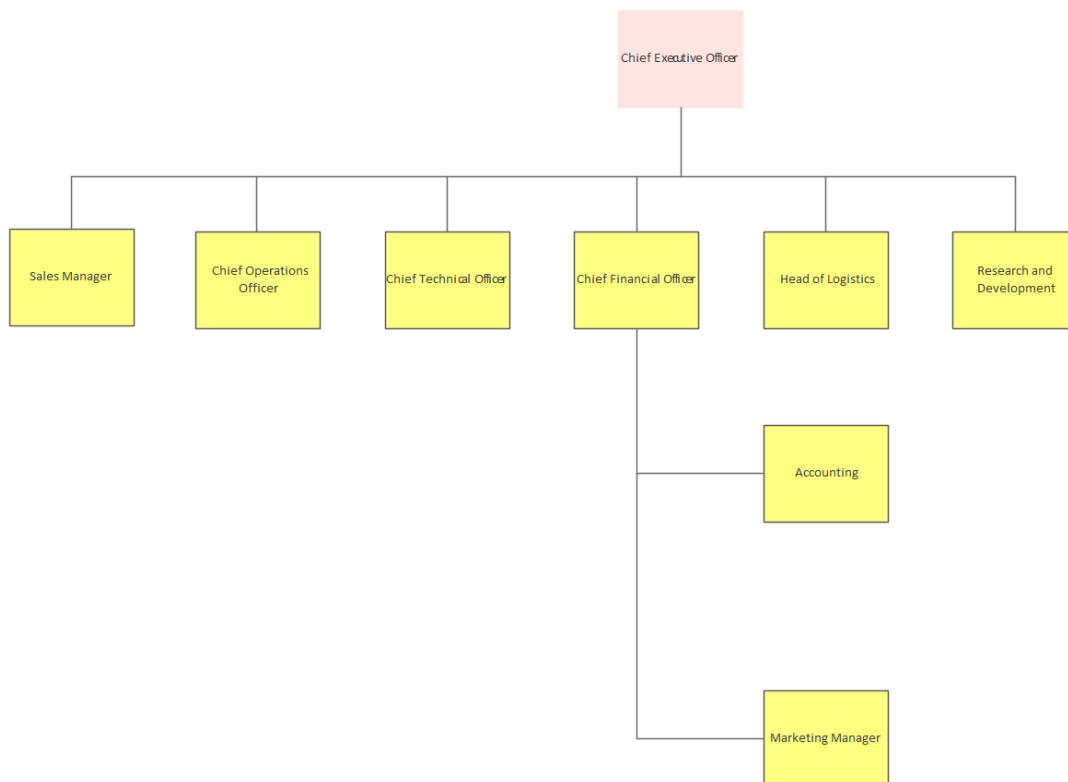 Chief Executive Officer
Sales Manager
Chief Operations
Officer
Chief Technical Officer
Chief Financial Officer
Head of Logistics
Research and
Development
Accounting
Marketing Manager